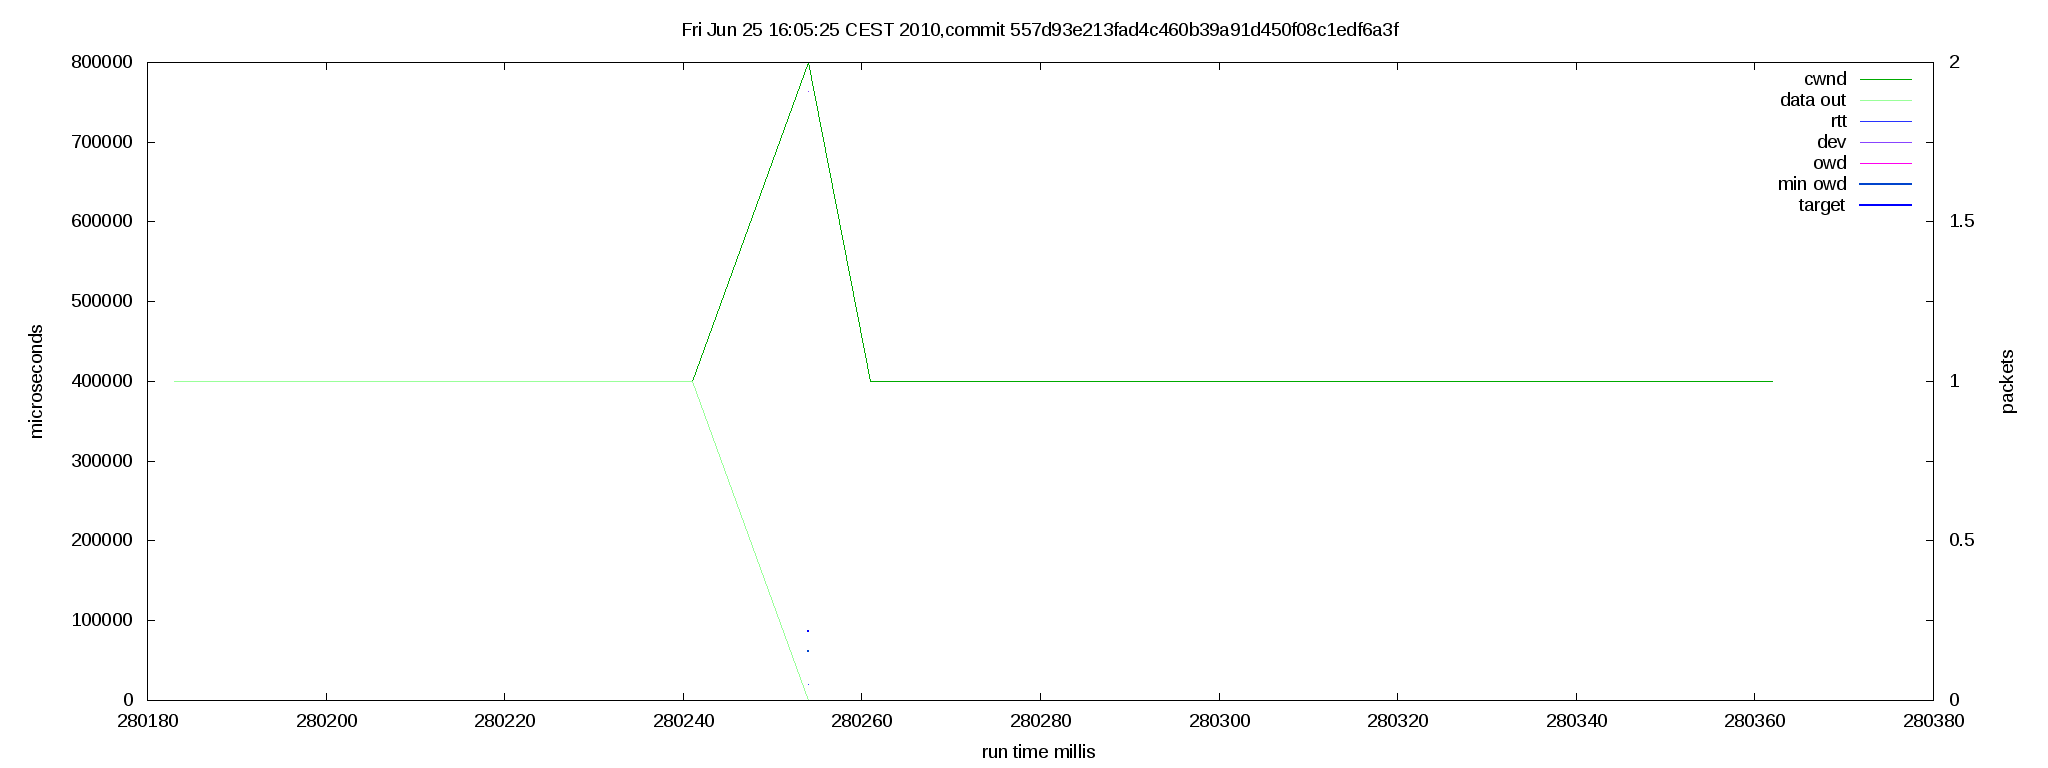 Fri Jun 25 16:05:25 CEST 2010,commit 557d93e213fad4c460b39a91d450f08c1edf6a3f
800000
700000
600000
500000
400000
300000
200000
100000
0
microseconds
2
1.5
1
0.5
0
packets
cwnd
data out
rtt
dev
owd
min owd
target
280180 280200 280220 280240 280260 280280 280300 280320 280340 280360 280380
run time millis